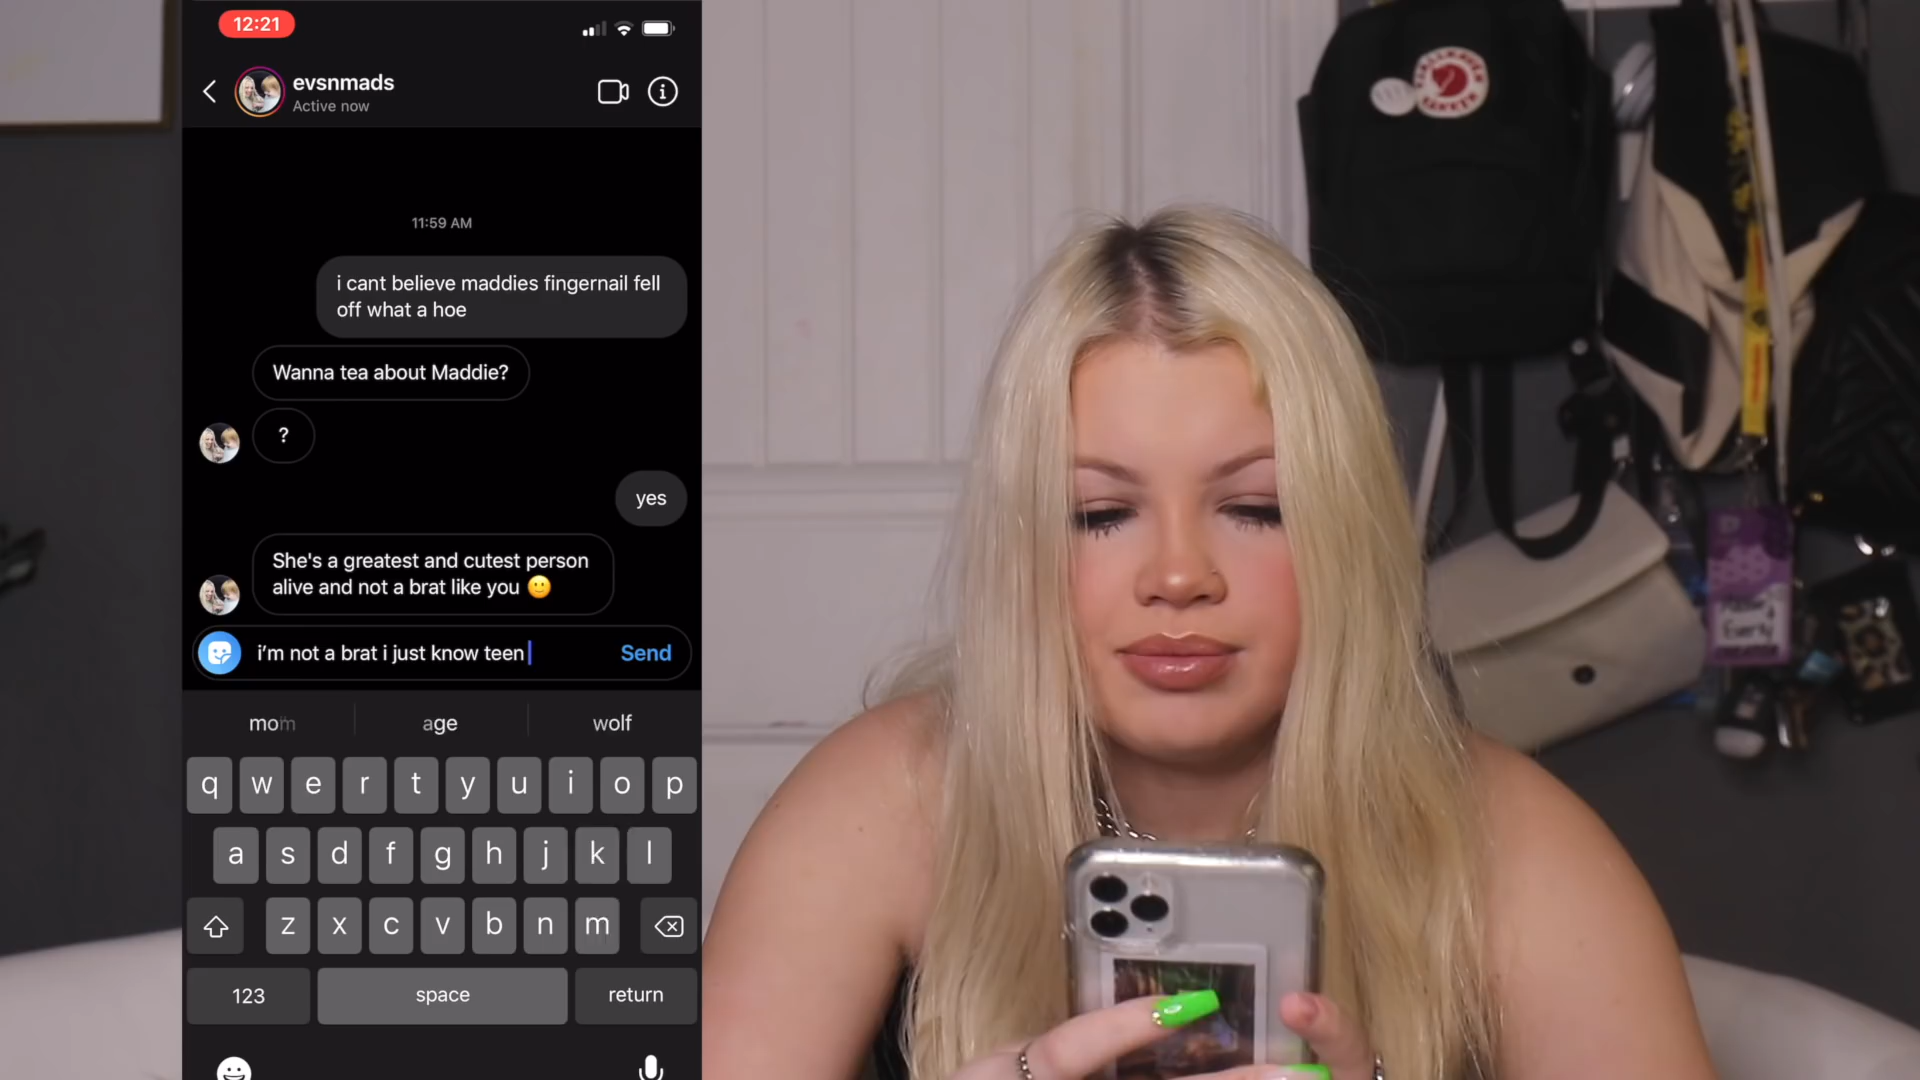 12:21
evsnmads
Active now
11:59 AM
i cant believe maddies fingernail fell
off what a hoe
Wanna tea about Maddie?
?
yes
She's a greatest and cutest person
alive and not a brat like you 🙂
i'm not a brat i just know teen
Send
mom
age
wolf
q w e r t y u i o p
a s d f g h j k l
z x c v b n m
123
space
return